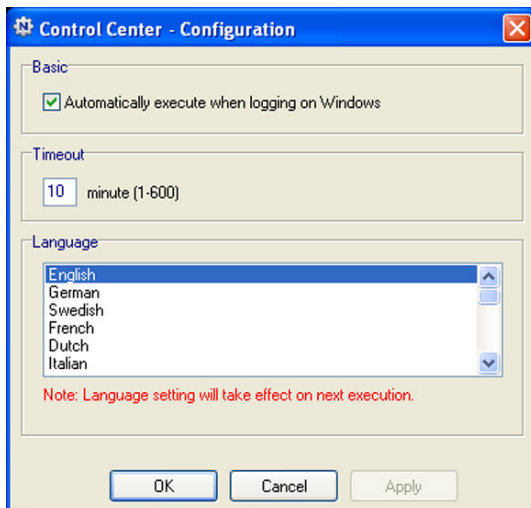 Control Center - Configuration
Basic
Automatically execute when logging on Windows
Timeout
10 minute (1-600)
Language
English
German
Swedish
French
Dutch
Italian
Note: Language setting will take effect on next execution.
OK Cancel Apply